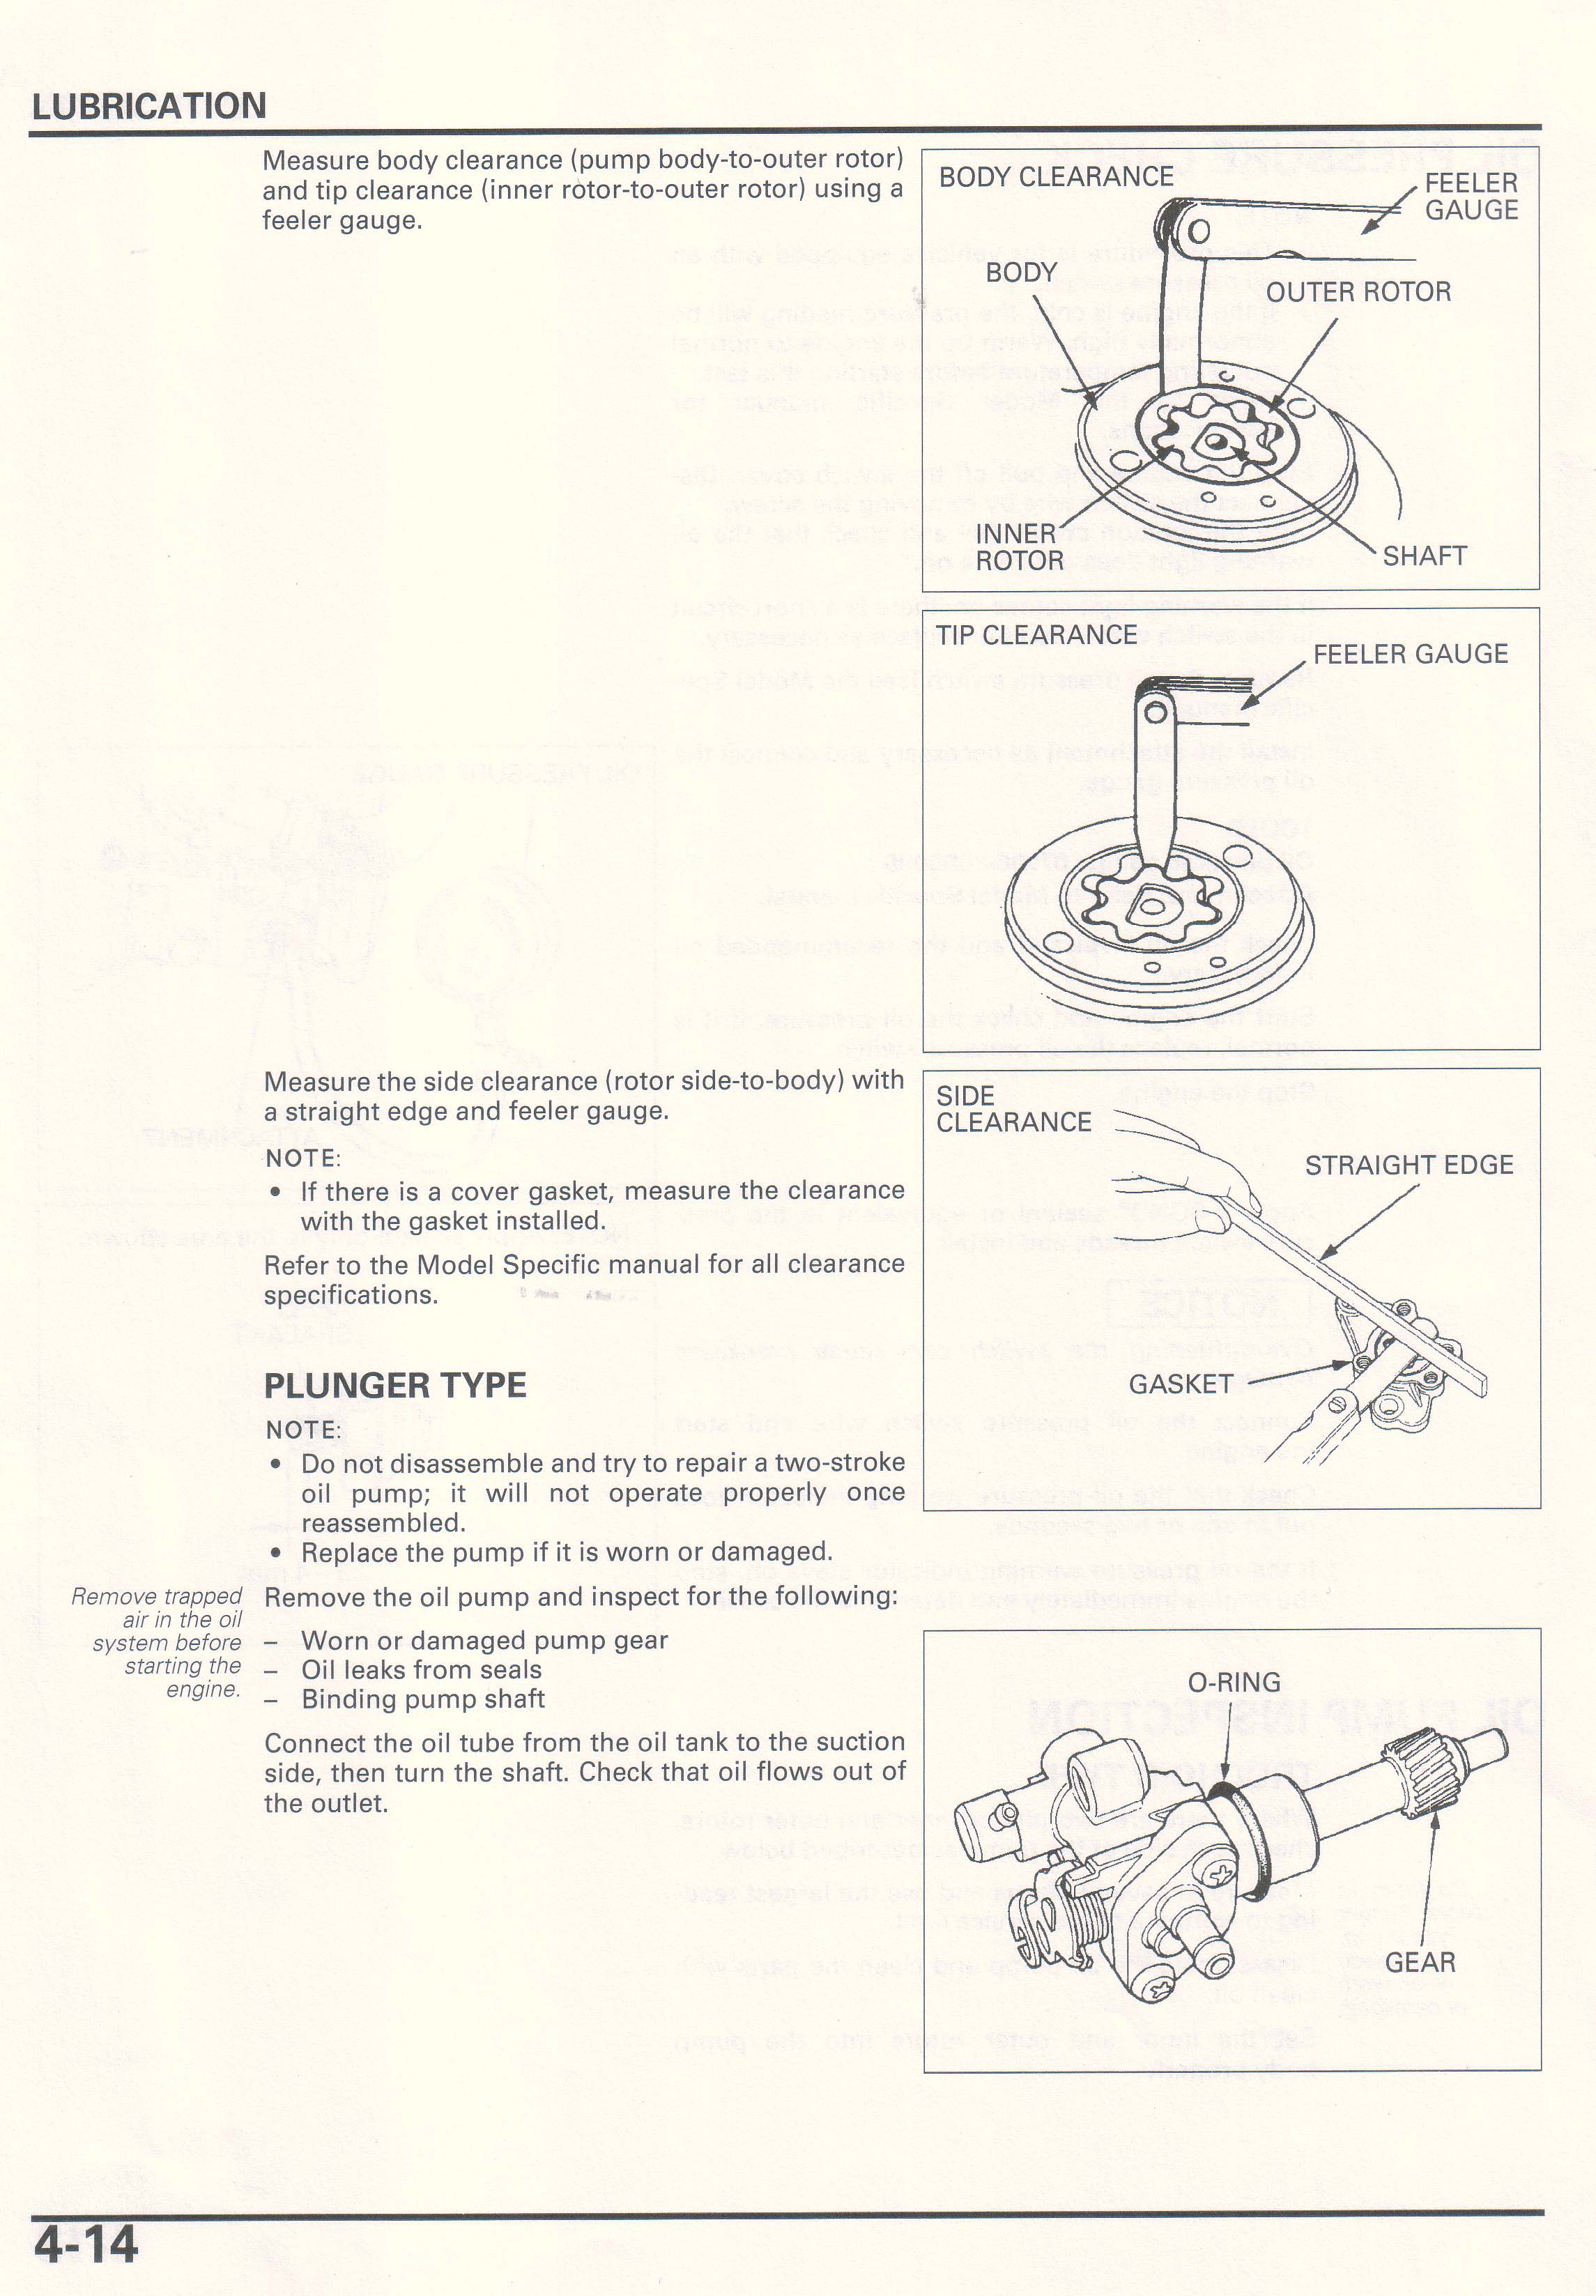 LUBRICATION
Measure body clearance (pump body-to-outer rotor)
and tip clearance (inner rotor-to-outer rotor) using a
feeler gauge.
BODY CLEARANCE
FEELER
GAUGE
BODY
OUTER ROTOR
INNER
ROTOR
SHAFT
TIP CLEARANCE
FEELER GAUGE
Measure the side clearance (rotor side-to-body) with
a straight edge and feeler gauge.
NOTE:
• If there is a cover gasket, measure the clearance
with the gasket installed.
Refer to the Model Specific manual for all clearance
specifications.
SIDE
CLEARANCE
STRAIGHT EDGE
GASKET
PLUNGER TYPE
NOTE:
• Do not disassemble and try to repair a two-stroke
oil pump; it will not operate properly once
reassembled.
• Replace the pump if it is worn or damaged.
Remove trapped
air in the oil
system before
starting the
engine.
Remove the oil pump and inspect for the following:
– Worn or damaged pump gear
– Oil leaks from seals
– Binding pump shaft
Connect the oil tube from the oil tank to the suction
side, then turn the shaft. Check that oil flows out of
the outlet.
O-RING
GEAR
4-14